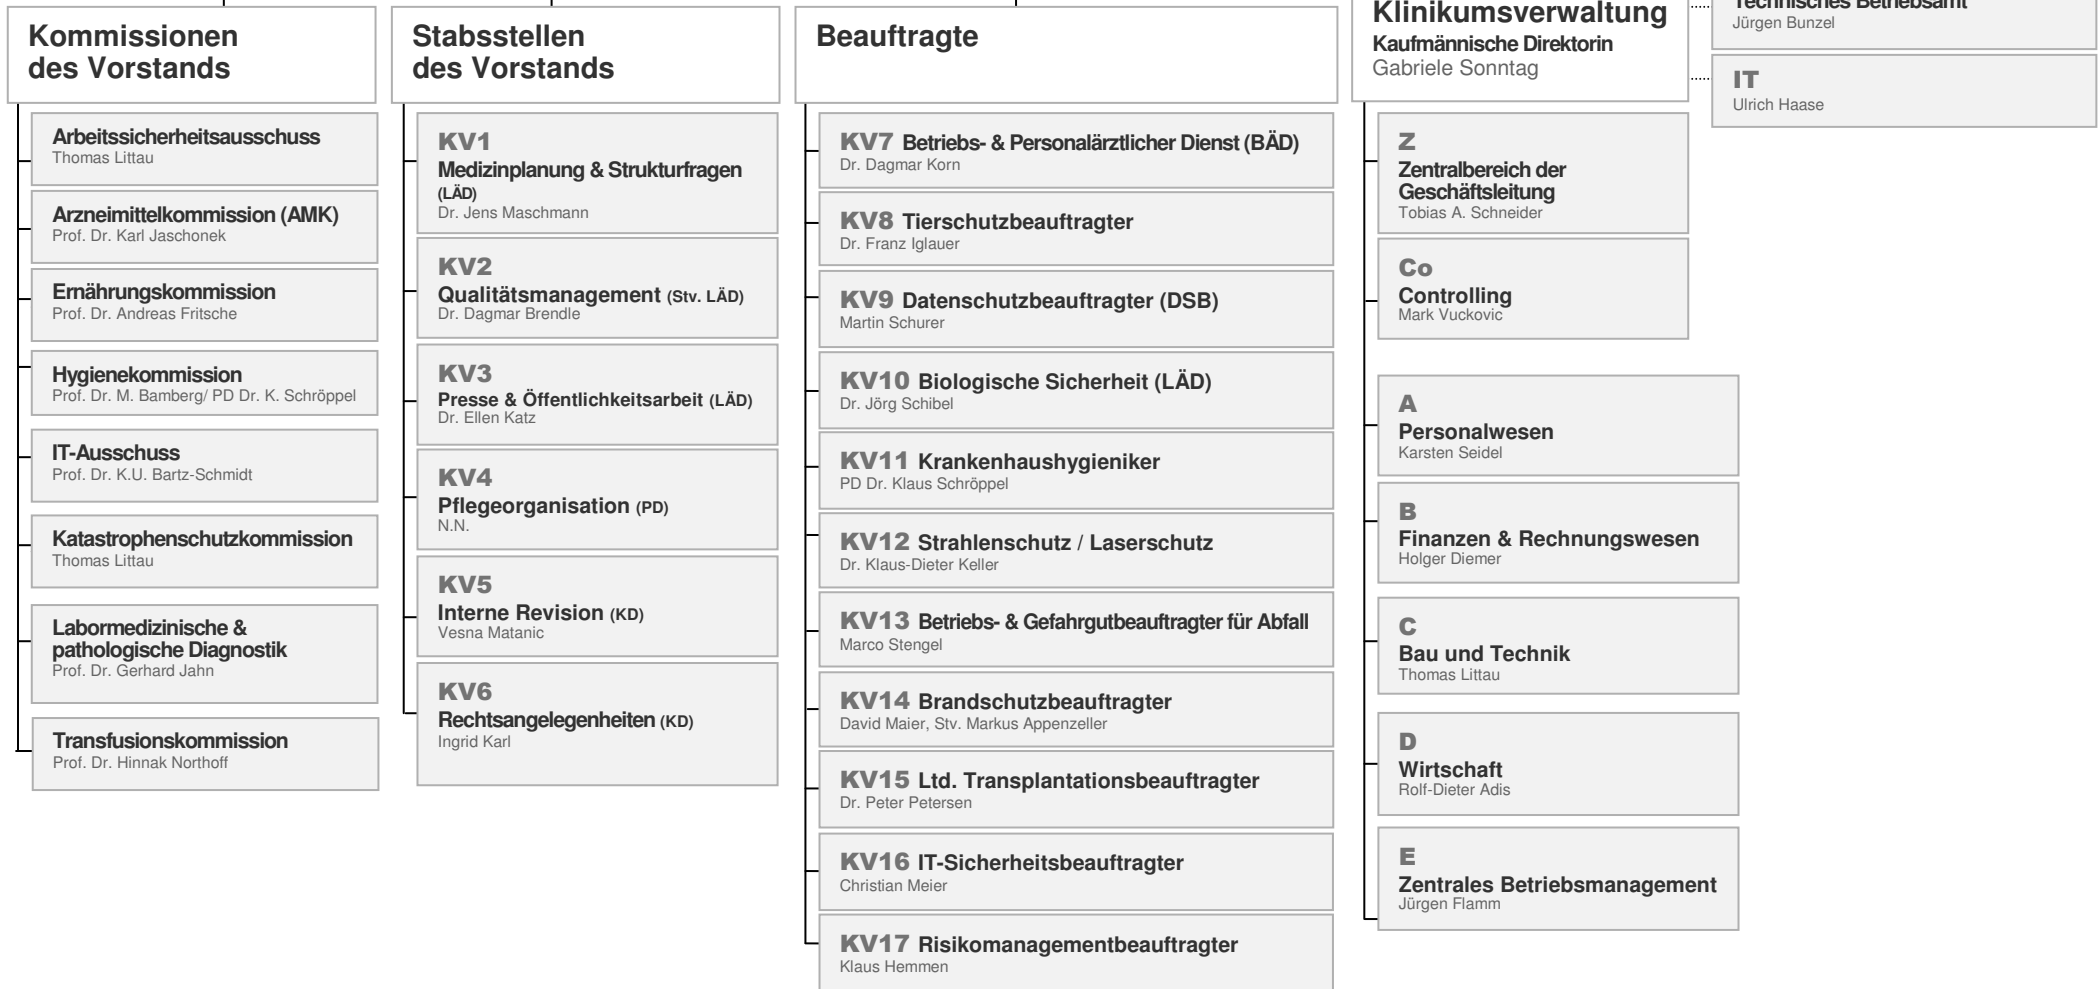 Kommissionen
des Vorstands
Arbeitssicherheitsausschuss
Thomas Littau
Arzneimittelkommission (AMK)
Prof. Dr. Karl Jaschonek
Ernährungskommission
Prof. Dr. Andreas Fritsche
Hygienekommission
Prof. Dr. M. Bamberg/ PD Dr. K. Schröppel
IT-Ausschuss
Prof. Dr. K.U. Bartz-Schmidt
Katastrophenschutzkommission
Thomas Littau
Labormedizinische &
pathologische Diagnostik
Prof. Dr. Gerhard Jahn
Transfusionskommission
Prof. Dr. Hinnak Northoff
Stabsstellen
des Vorstands
KV1
Medizinplanung & Strukturfragen
(LÄD)
Dr. Jens Maschmann
KV2
Qualitätsmanagement (Stv. LÄD)
Dr. Dagmar Brendle
KV3
Presse & Öffentlichkeitsarbeit (LÄD)
Dr. Ellen Katz
KV4
Pflegeorganisation (PD)
N.N.
KV5
Interne Revision (KD)
Vesna Matanic
KV6
Rechtsangelegenheiten (KD)
Ingrid Karl
Beauftragte
KV7 Betriebs- & Personalärztlicher Dienst (BÄD)
Dr. Dagmar Korn
KV8 Tierschutzbeauftragter
Dr. Franz Iglauer
KV9 Datenschutzbeauftragter (DSB)
Martin Schurer
KV10 Biologische Sicherheit (LÄD)
Dr. Jörg Schibel
KV11 Krankenhaushygieniker
PD Dr. Klaus Schröppel
KV12 Strahlenschutz / Laserschutz
Dr. Klaus-Dieter Keller
KV13 Betriebs- & Gefahrgutbeauftragter für Abfall
Marco Stengel
KV14 Brandschutzbeauftragter
David Maier, Stv. Markus Appenzeller
KV15 Ltd. Transplantationsbeauftragter
Dr. Peter Petersen
KV16 IT-Sicherheitsbeauftragter
Christian Meier
KV17 Risikomanagementbeauftragter
Klaus Hemmen
Klinikumsverwaltung
Kaufmännische Direktorin
Gabriele Sonntag
Z
Zentralbereich der
Geschäftsleitung
Tobias A. Schneider
Co
Controlling
Mark Vuckovic
A
Personalwesen
Karsten Seidel
B
Finanzen & Rechnungswesen
Holger Diemer
C
Bau und Technik
Thomas Littau
D
Wirtschaft
Rolf-Dieter Adis
E
Zentrales Betriebsmanagement
Jürgen Flamm
Technisches Betriebsamt
Jürgen Bunzel
IT
Ulrich Haase